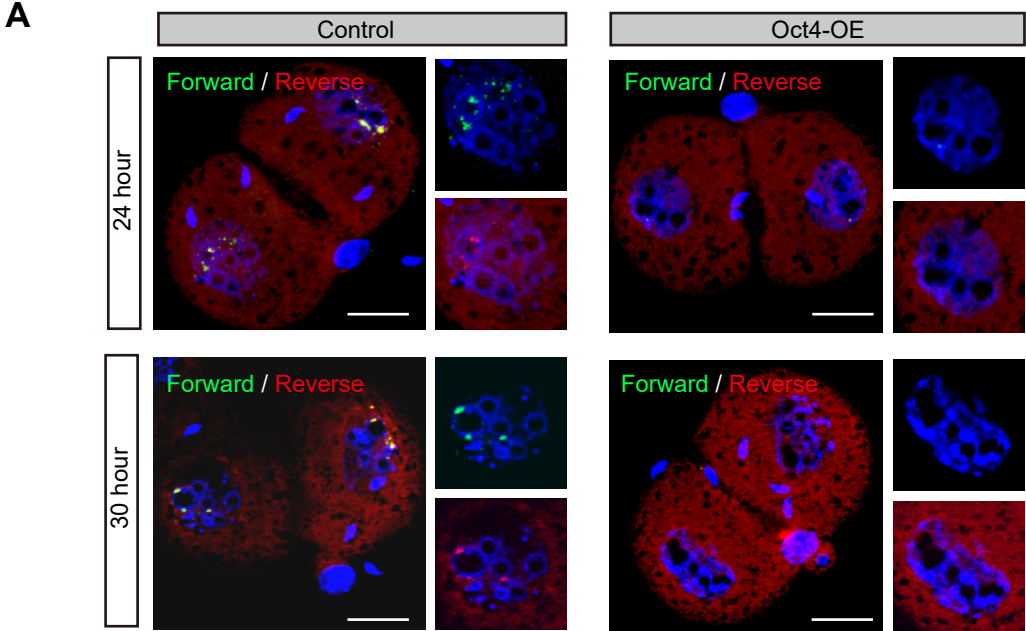 A
Control
Oct4-OE
24 hour
Forward / Reverse
Forward / Reverse
30 hour
Forward / Reverse
Forward / Reverse